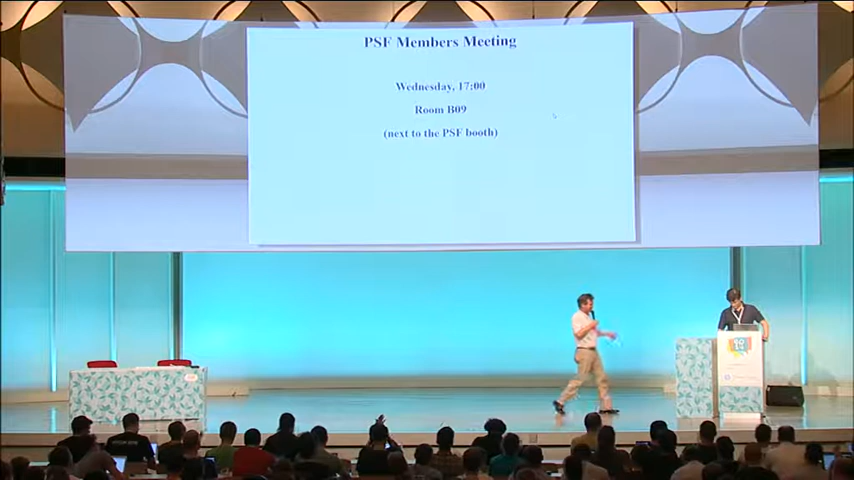 PSF Members Meeting
Wednesday, 17:00
Room B09
(next to the PSF booth)